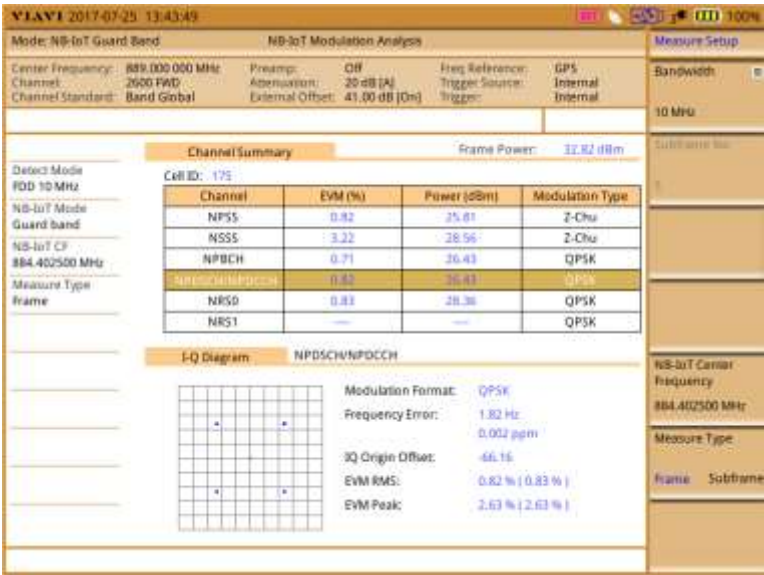 VIAVI 2017-07-25 13:43:49 100%
Mode: NB-IoT Guard Band NB-IoT Modulation Analysis Measure Setup
Center Frequency: 889.000 000 MHz Preamp: Off Freq Reference: GPS
Channel: 2600 FWD Attenuation: 20 dB [A] Trigger Source: Internal
Channel Standard: Band Global External Offset: 41.00 dB [On] Trigger: Internal
Bandwidth
10 MHz
Channel Summary Frame Power: 32.82 dBm
Subframe No.
Detect Mode
FDD 10 MHz
NB-IoT Mode
Guard band
NB-IoT CF
884.402500 MHz
Measure Type
Frame
Cell ID: 175
Channel EVM (%) Power (dBm) Modulation Type
NPSS 0.82 25.81 Z-Chu
NSSS 3.22 28.56 Z-Chu
NPBCH 0.71 26.43 QPSK
NPDSCH/NPDCCH 0.82 26.43 QPSK
NRS0 0.83 28.36 QPSK
NRS1 ---- ---- QPSK
I-Q Diagram NPDSCH/NPDCCH
Modulation Format: QPSK
Frequency Error: 1.82 Hz
0.002 ppm
IQ Origin Offset: -66.16
EVM RMS: 0.82 % ( 0.83 % )
EVM Peak: 2.63 % ( 2.63 % )
NB-IoT Carrier
Frequency
884.402500 MHz
Measure Type
Frame Subframe